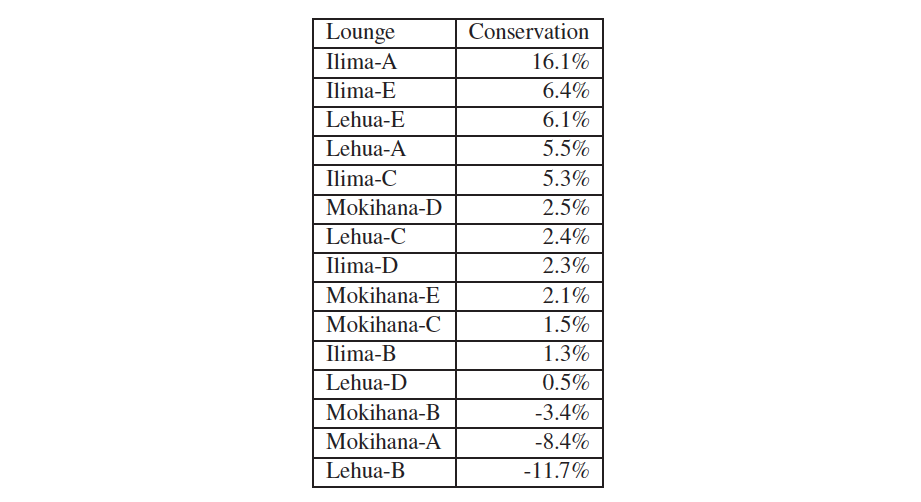 Lounge Conservation
Ilima-A 16.1%
Ilima-E 6.4%
Lehua-E 6.1%
Lehua-A 5.5%
Ilima-C 5.3%
Mokihana-D 2.5%
Lehua-C 2.4%
Ilima-D 2.3%
Mokihana-E 2.1%
Mokihana-C 1.5%
Ilima-B 1.3%
Lehua-D 0.5%
Mokihana-B -3.4%
Mokihana-A -8.4%
Lehua-B -11.7%